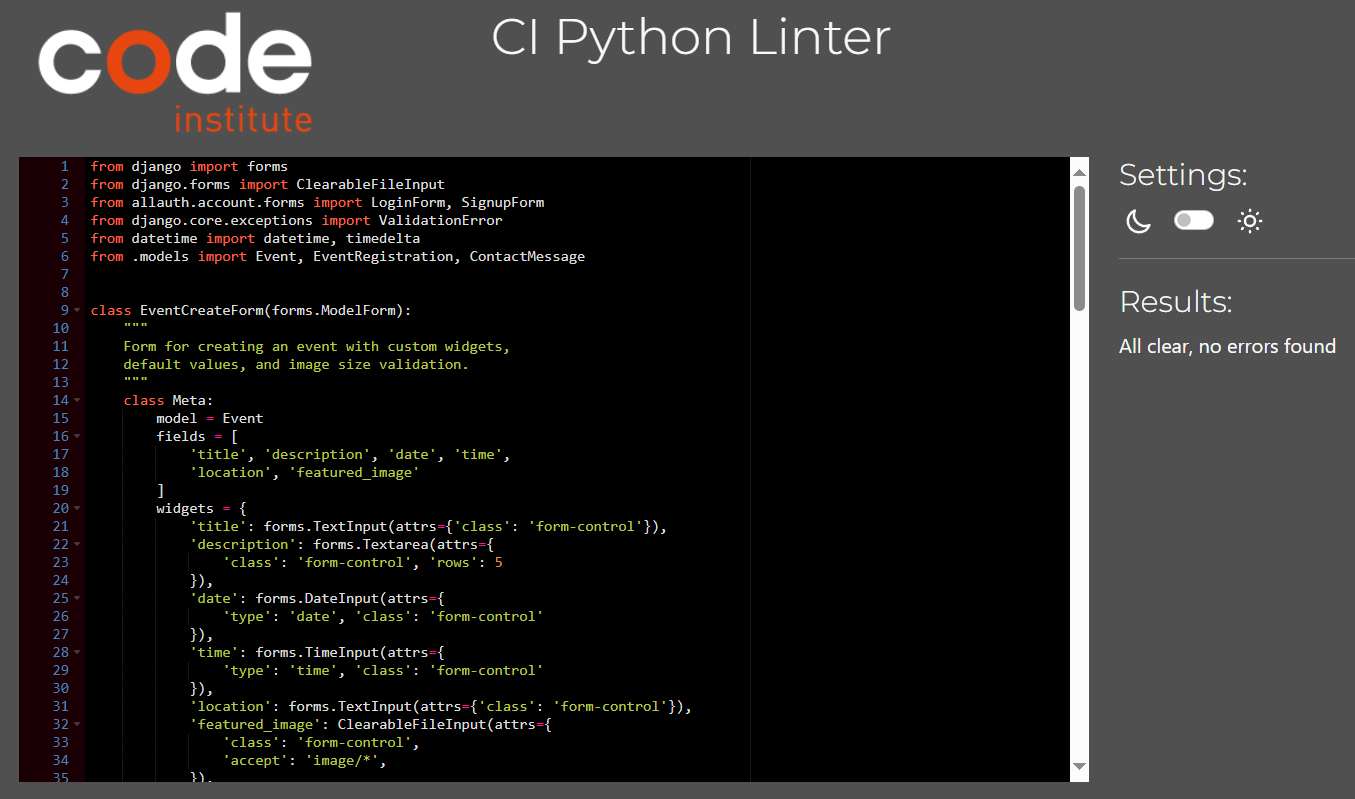 code
institute
CI Python Linter
1 from django import forms
2 from django.forms import ClearableFileInput
3 from allauth.account.forms import LoginForm, SignupForm
4 from django.core.exceptions import ValidationError
5 from datetime import datetime, timedelta
6 from .models import Event, EventRegistration, ContactMessage
7
8
9 class EventCreateForm(forms.ModelForm):
10     """
11     Form for creating an event with custom widgets,
12     default values, and image size validation.
13     """
14     class Meta:
15         model = Event
16         fields = [
17             'title', 'description', 'date', 'time',
18             'location', 'featured_image'
19         ]
20         widgets = {
21             'title': forms.TextInput(attrs={'class': 'form-control'}),
22             'description': forms.Textarea(attrs={
23                 'class': 'form-control', 'rows': 5
24             }),
25             'date': forms.DateInput(attrs={
26                 'type': 'date', 'class': 'form-control'
27             }),
28             'time': forms.TimeInput(attrs={
29                 'type': 'time', 'class': 'form-control'
30             }),
31             'location': forms.TextInput(attrs={'class': 'form-control'}),
32             'featured_image': ClearableFileInput(attrs={
33                 'class': 'form-control',
34                 'accept': 'image/*',
35             }),
Settings:
Results:
All clear, no errors found